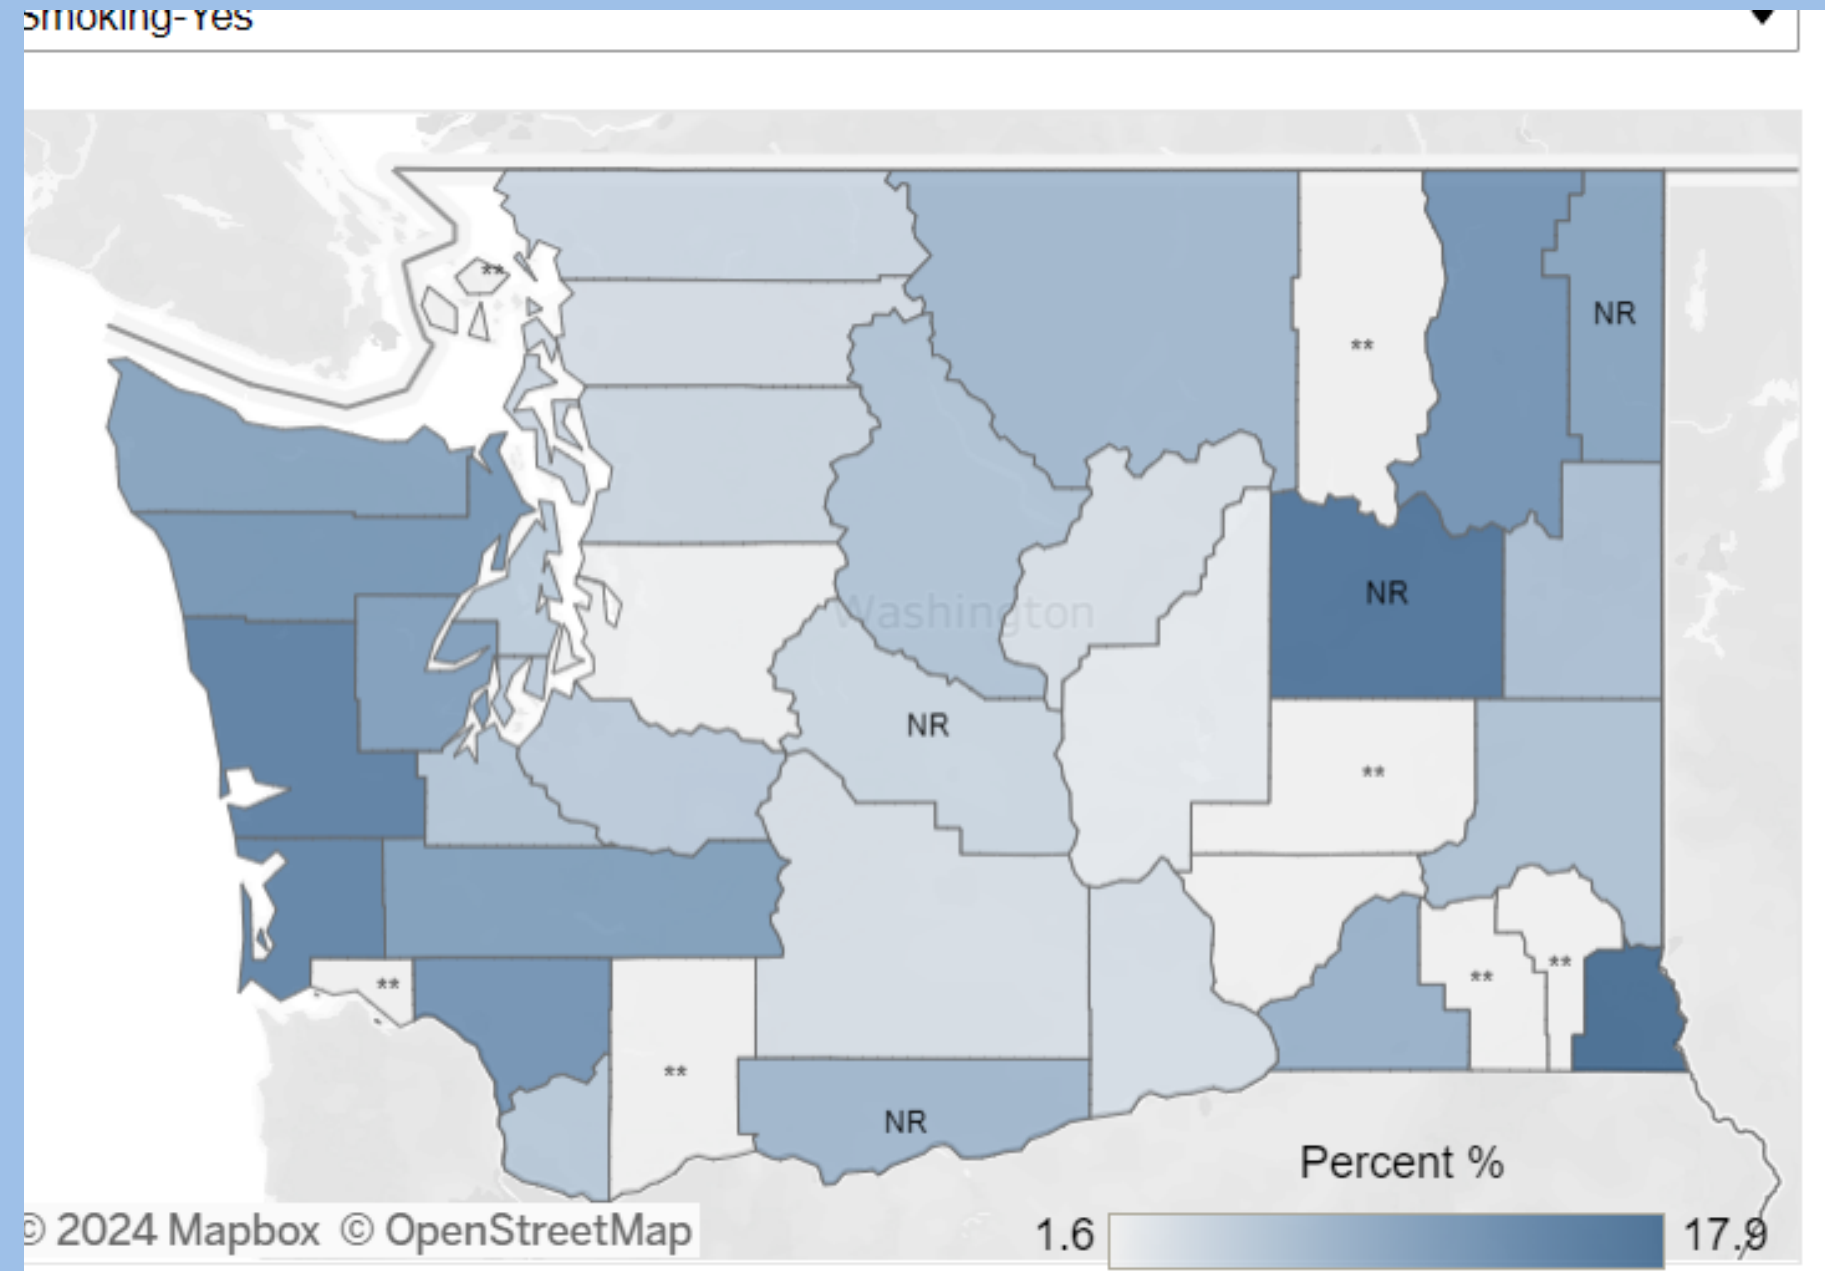 Smoking-Yes
**
NR
**
NR
Washington
NR
**
**
**
**
**
NR
Percent %
1.6
17.9
© 2024 Mapbox © OpenStreetMap